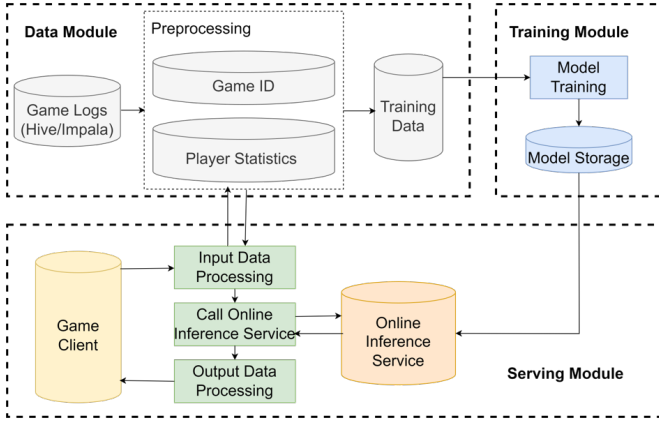 Data Module
Preprocessing
Game ID
Player Statistics
Game Logs
(Hive/Impala)
Training
Data
Training Module
Model
Training
Model Storage
Input Data
Processing
Call Online
Inference Service
Output Data
Processing
Game
Client
Online
Inference
Service
Serving Module